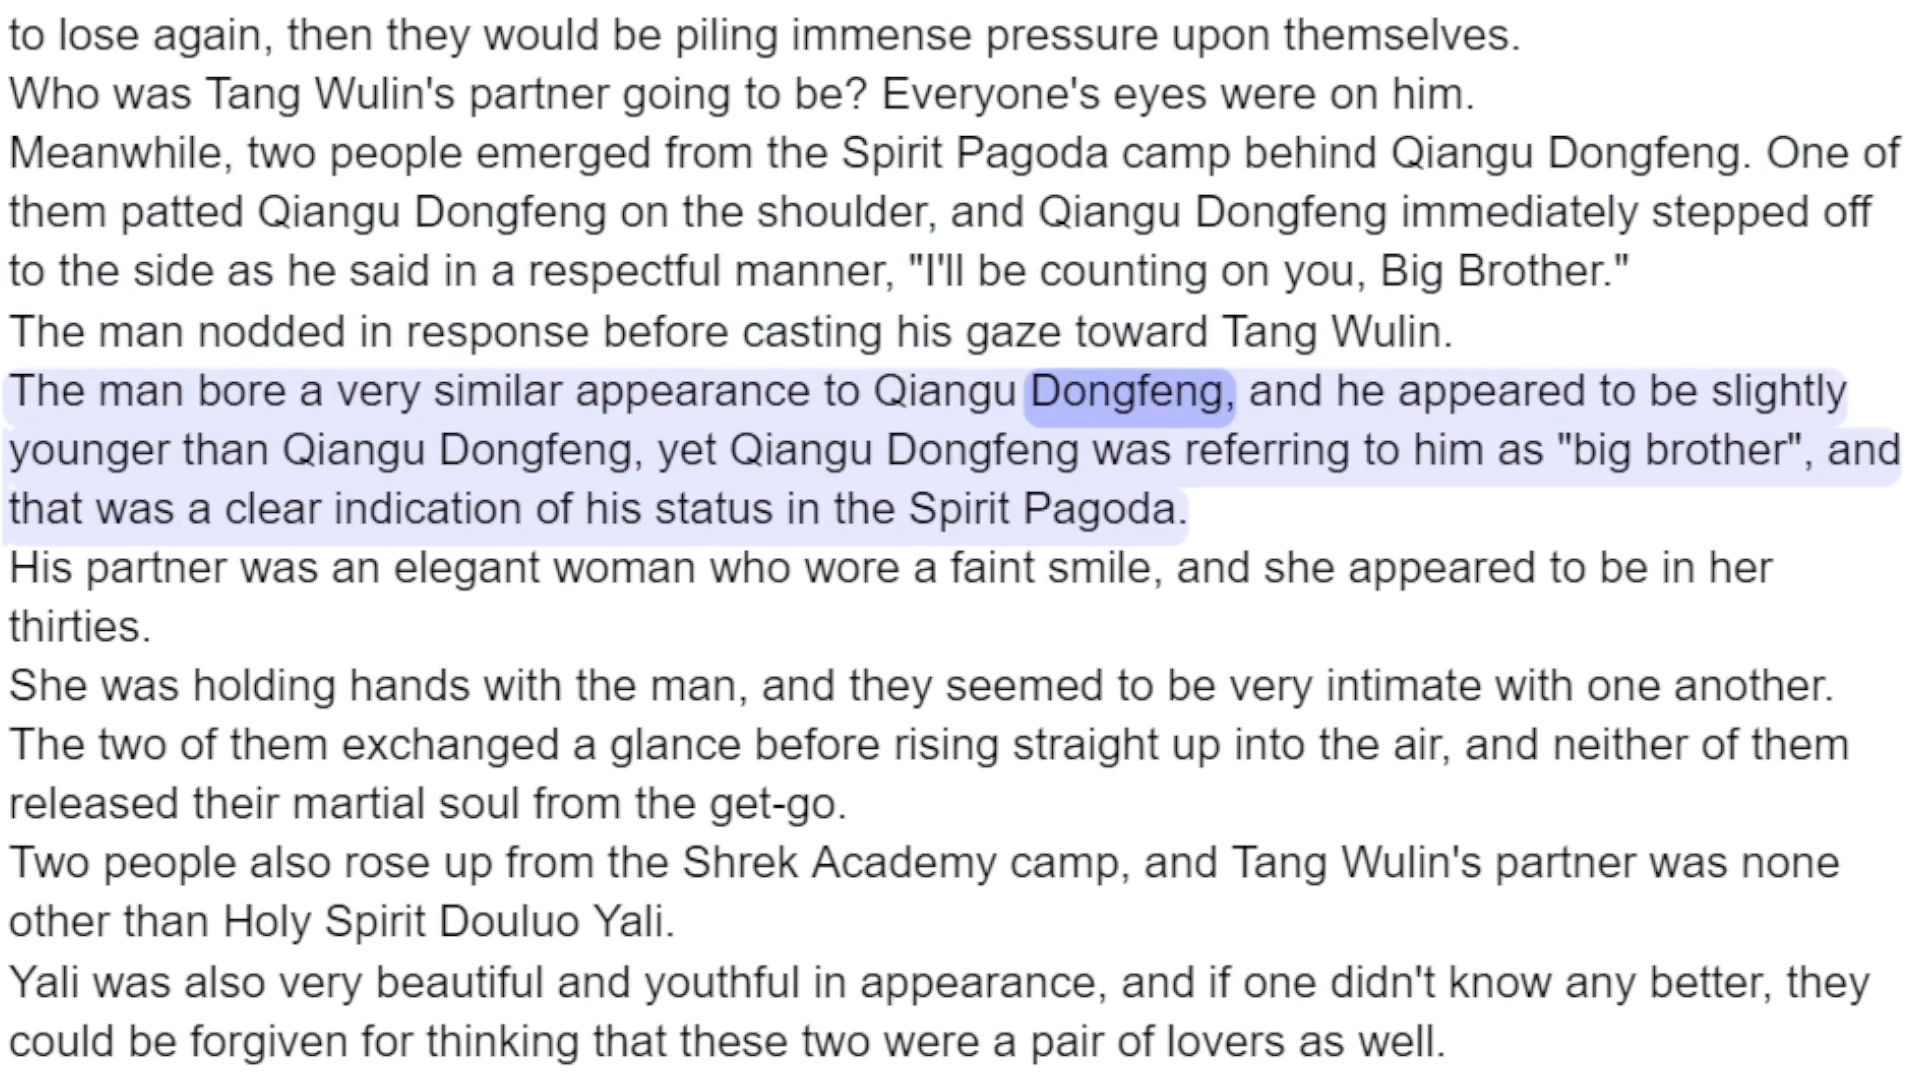 to lose again, then they would be piling immense pressure upon themselves.
Who was Tang Wulin's partner going to be? Everyone's eyes were on him.
Meanwhile, two people emerged from the Spirit Pagoda camp behind Qiangu Dongfeng. One of
them patted Qiangu Dongfeng on the shoulder, and Qiangu Dongfeng immediately stepped off
to the side as he said in a respectful manner, "I'll be counting on you, Big Brother."
The man nodded in response before casting his gaze toward Tang Wulin.
The man bore a very similar appearance to Qiangu Dongfeng, and he appeared to be slightly
younger than Qiangu Dongfeng, yet Qiangu Dongfeng was referring to him as "big brother", and
that was a clear indication of his status in the Spirit Pagoda.
His partner was an elegant woman who wore a faint smile, and she appeared to be in her
thirties.
She was holding hands with the man, and they seemed to be very intimate with one another.
The two of them exchanged a glance before rising straight up into the air, and neither of them
released their martial soul from the get-go.
Two people also rose up from the Shrek Academy camp, and Tang Wulin's partner was none
other than Holy Spirit Douluo Yali.
Yali was also very beautiful and youthful in appearance, and if one didn't know any better, they
could be forgiven for thinking that these two were a pair of lovers as well.